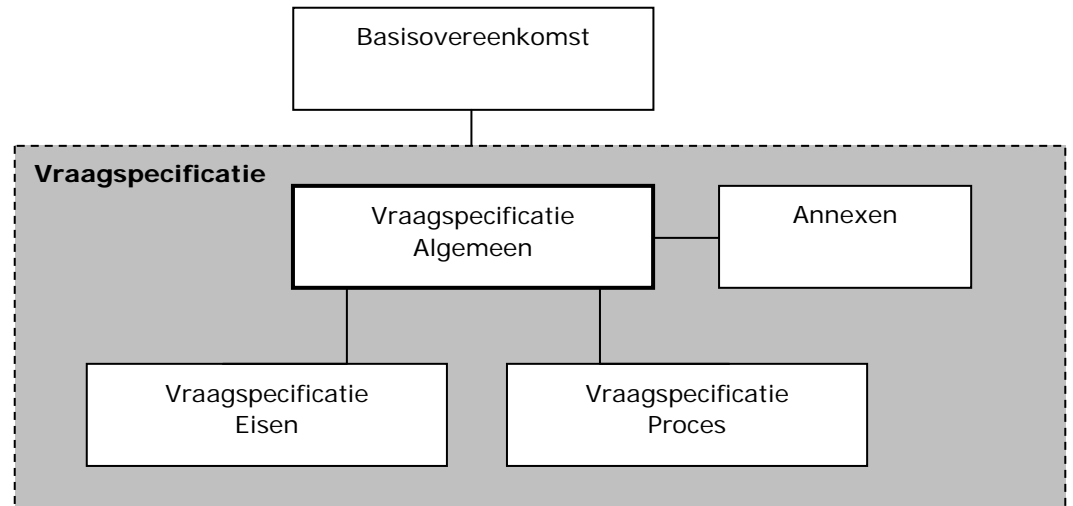 Basisovereenkomst
Vraagspecificatie
Vraagspecificatie
Algemeen
Annexen
Vraagspecificatie
Eisen
Vraagspecificatie
Proces